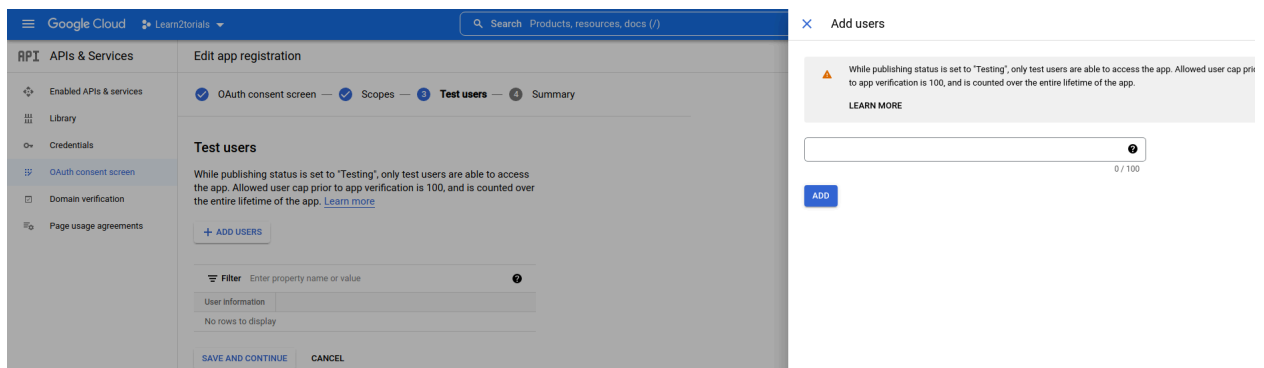 Google Cloud Learn2torials
Search Products, resources, docs (/)
API APIs & Services
Enabled APIs & services
Library
Credentials
OAuth consent screen
Domain verification
Page usage agreements
Edit app registration
OAuth consent screen — Scopes — 3 Test users — 4 Summary
Test users
While publishing status is set to "Testing", only test users are able to access
the app. Allowed user cap prior to app verification is 100, and is counted over
the entire lifetime of the app. Learn more
+ ADD USERS
Filter Enter property name or value
User information
No rows to display
SAVE AND CONTINUE CANCEL
Add users
While publishing status is set to "Testing", only test users are able to access the app. Allowed user cap
to app verification is 100, and is counted over the entire lifetime of the app.
LEARN MORE
0 / 100
ADD